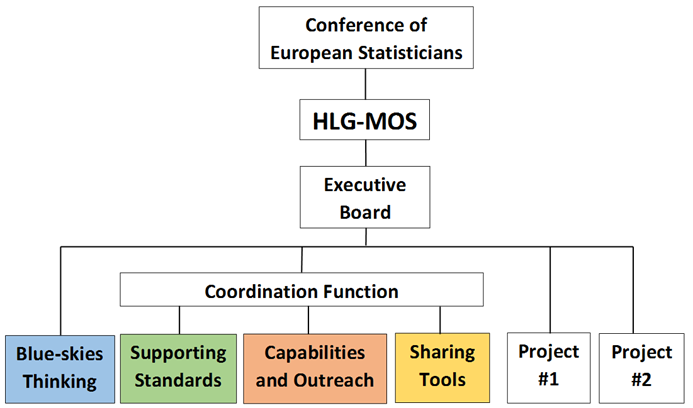 Conference of
European Statisticians
HLG-MOS
Executive
Board
Coordination Function
Blue-skies
Thinking
Supporting
Standards
Capabilities
and Outreach
Sharing
Tools
Project
#1
Project
#2